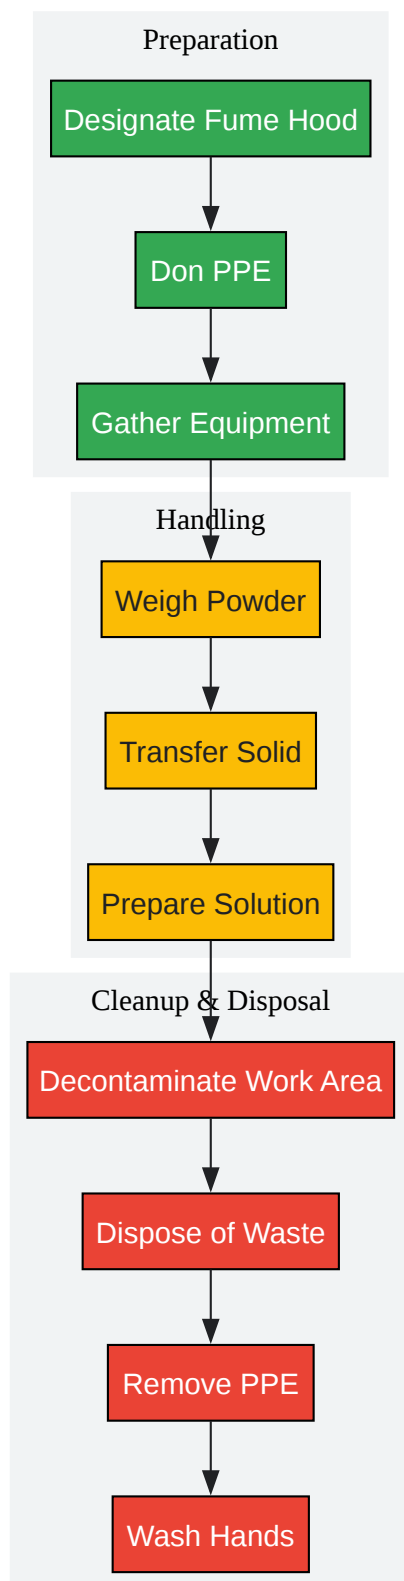 Preparation
Designate Fume Hood
Don PPE
Gather Equipment
Handling
Weigh Powder
Transfer Solid
Prepare Solution
Cleanup & Disposal
Decontaminate Work Area
Dispose of Waste
Remove PPE
Wash Hands